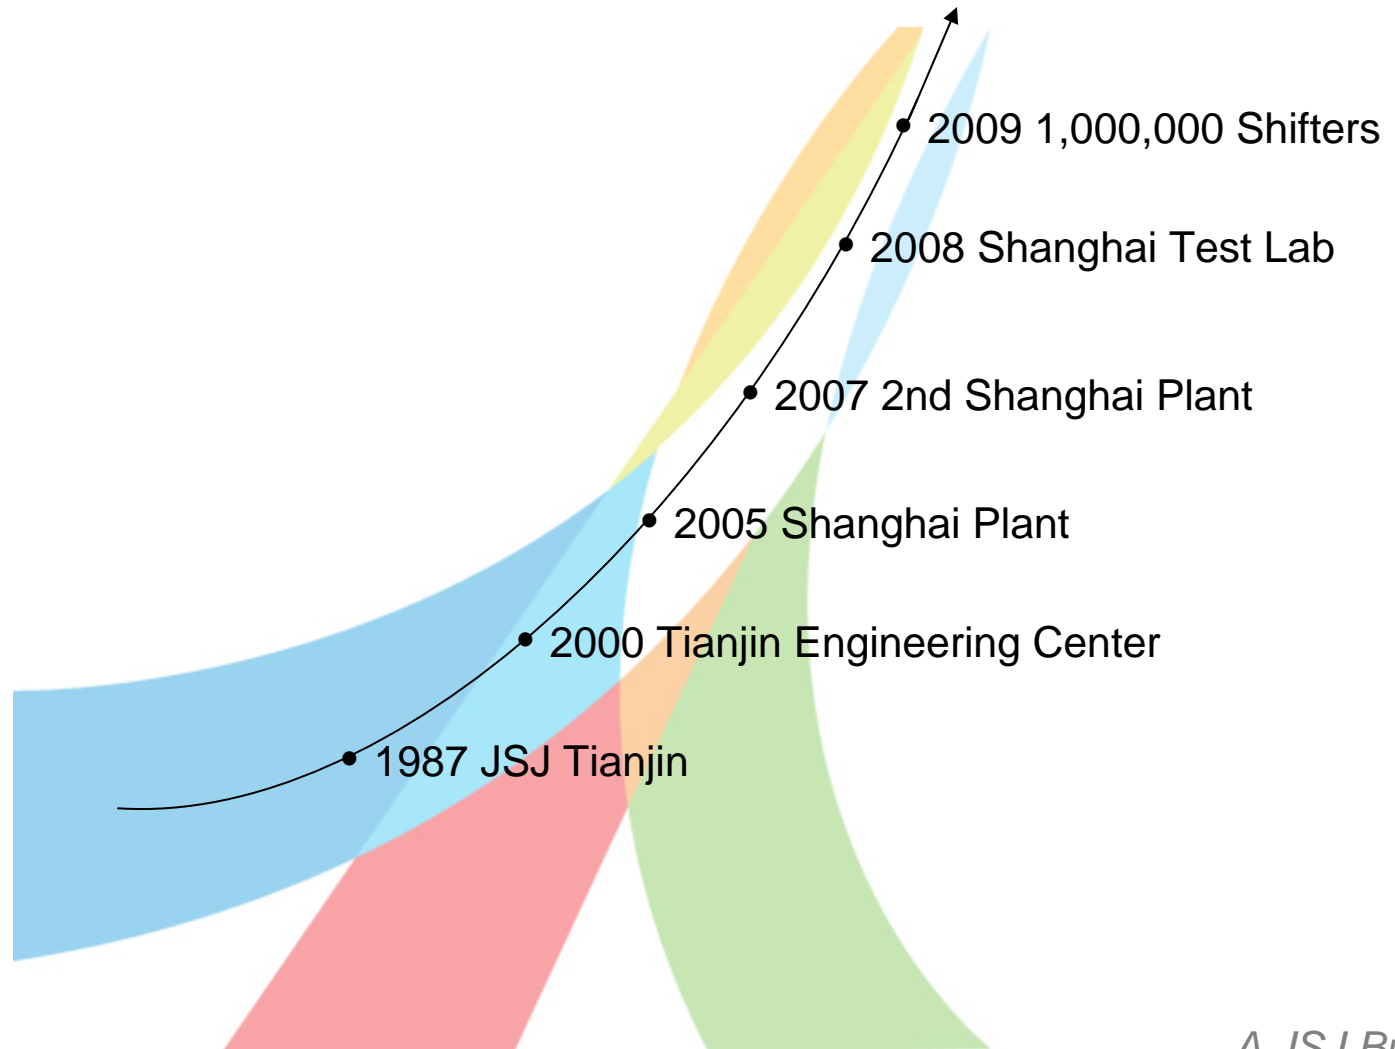 2009 1,000,000 Shifters
2008 Shanghai Test Lab
2007 2nd Shanghai Plant
2005 Shanghai Plant
2000 Tianjin Engineering Center
1987 JSJ Tianjin
A JSJ